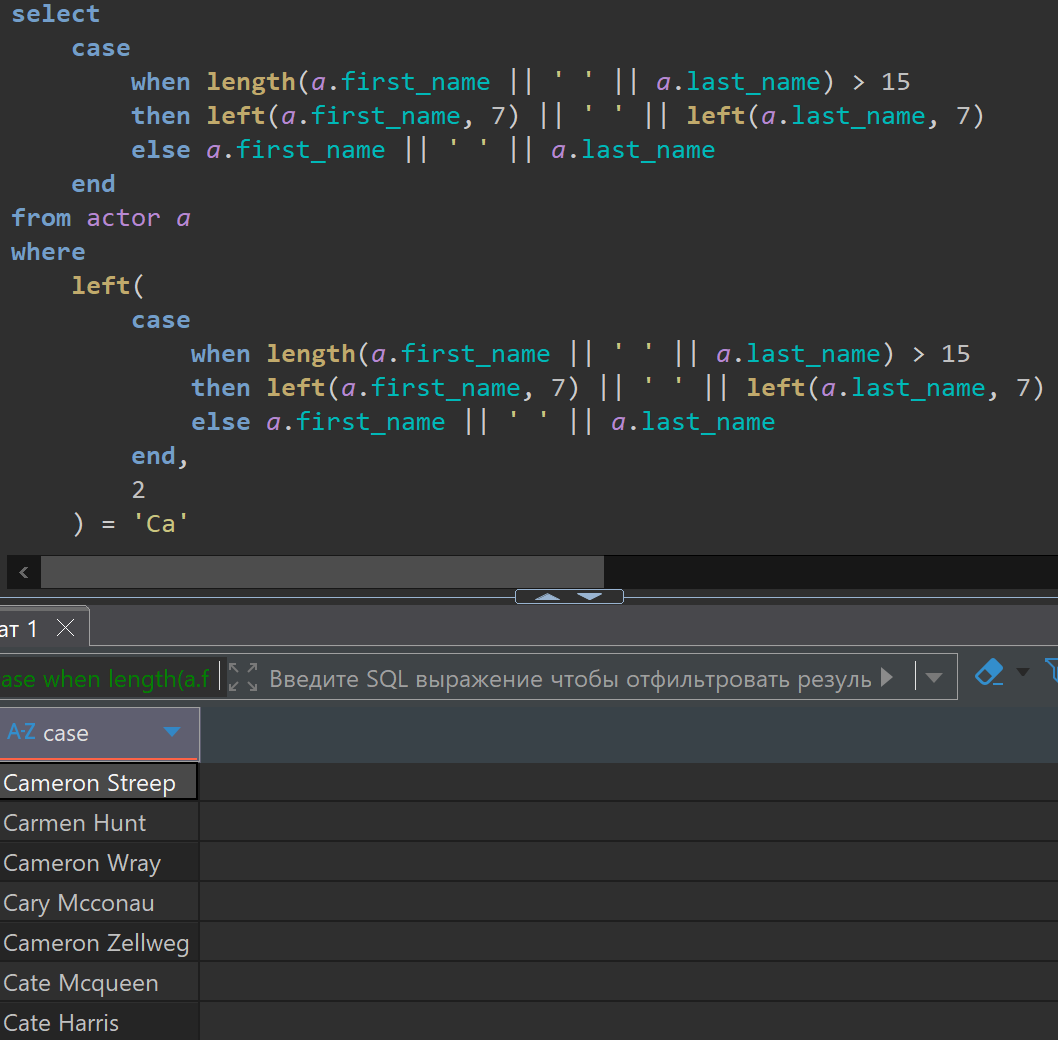 select
case
when length(a.first_name || ' ' || a.last_name) > 15
then left(a.first_name, 7) || ' ' || left(a.last_name, 7)
else a.first_name || ' ' || a.last_name
end
from actor a
where
left(
case
when length(a.first_name || ' ' || a.last_name) > 15
then left(a.first_name, 7) || ' ' || left(a.last_name, 7)
else a.first_name || ' ' || a.last_name
end,
2
) = 'Ca'
ат 1
ase when length(a.f Введите SQL выражение чтобы отфильтровать резуль
A-Z case
Cameron Streep
Carmen Hunt
Cameron Wray
Cary Mcconau
Cameron Zellweg
Cate Mcqueen
Cate Harris